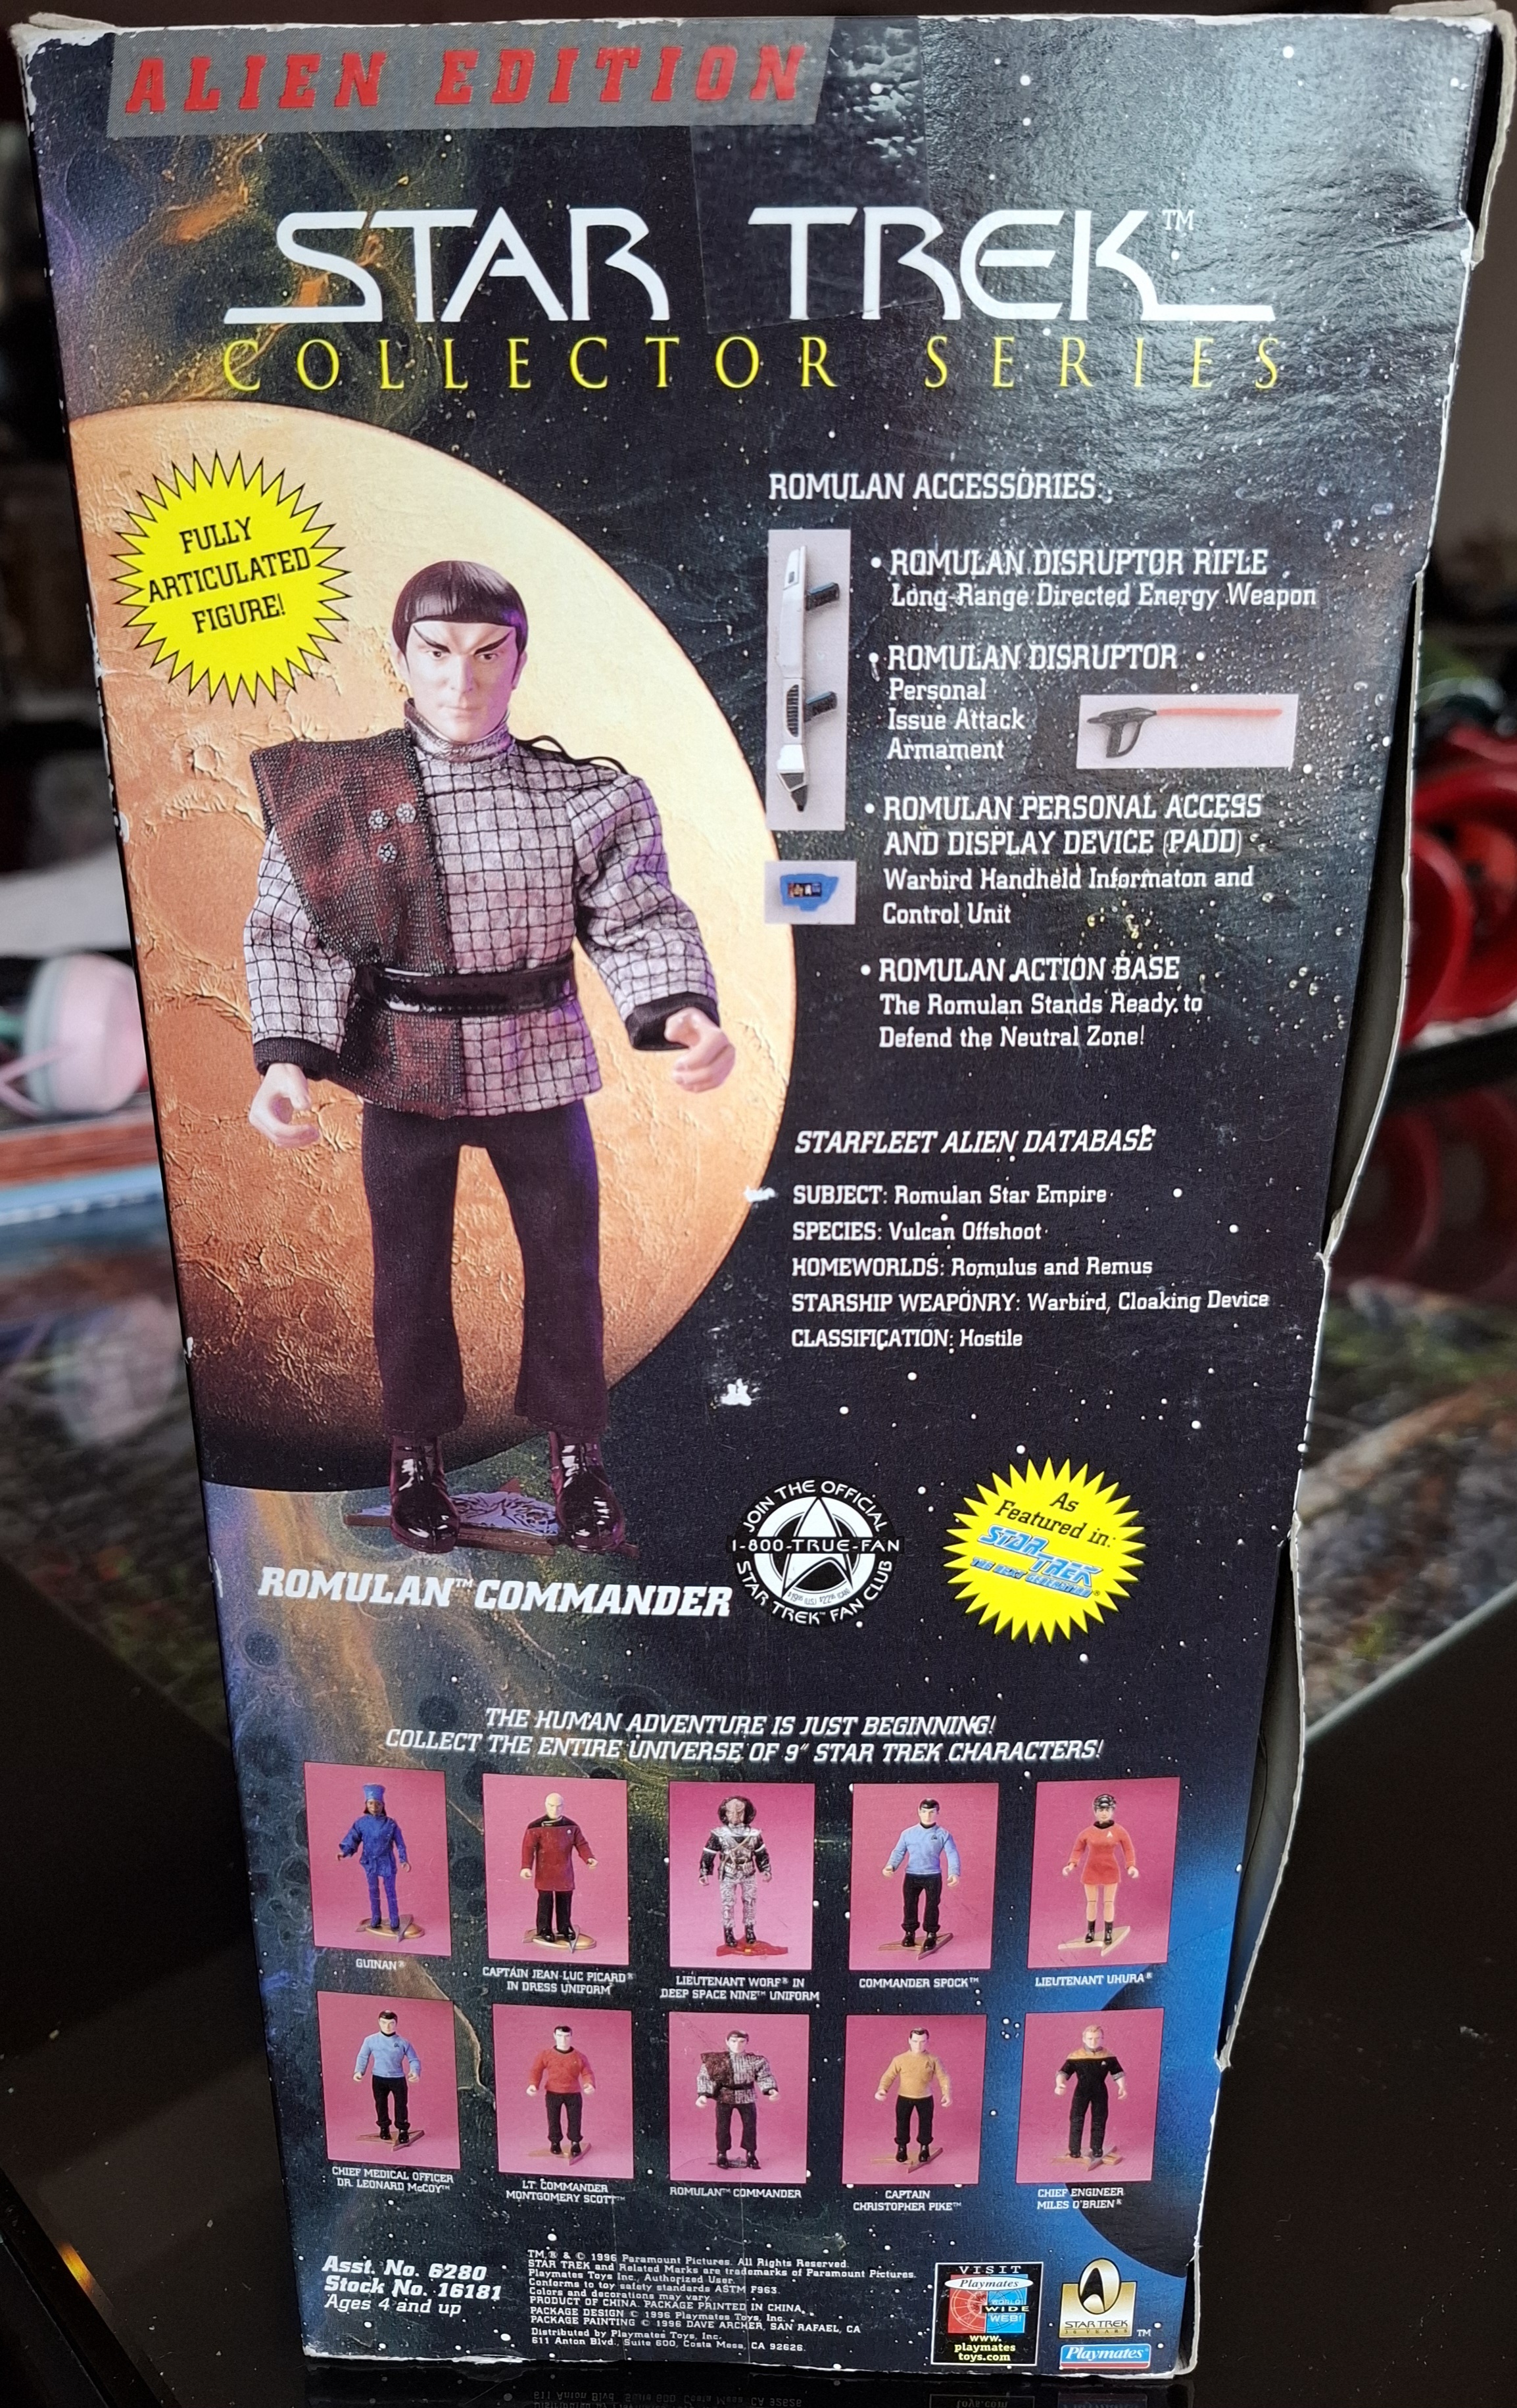 ALIEN EDITION
STAR TREK™
COLLECTOR SERIES
FULLY
ARTICULATED
FIGURE!
ROMULAN ACCESSORIES
• ROMULAN DISRUPTOR RIFLE
Long-Range Directed Energy Weapon
• ROMULAN DISRUPTOR
Personal
Issue Attack
Armament
• ROMULAN PERSONAL ACCESS
AND DISPLAY DEVICE (PADD)
Warbird Handheld Informaton and
Control Unit
• ROMULAN ACTION BASE
The Romulan Stands Ready to
Defend the Neutral Zone!
STARFLEET ALIEN DATABASE
SUBJECT: Romulan Star Empire
SPECIES: Vulcan Offshoot
HOMEWORLDS: Romulus and Remus
STARSHIP WEAPONRY: Warbird, Cloaking Device
CLASSIFICATION: Hostile
ROMULAN™ COMMANDER
JOIN THE OFFICIAL
1-800-TRUE-FAN
STAR TREK™ FAN CLUB
As
Featured in:
STAR
TREK
THE NEXT GENERATION®
THE HUMAN ADVENTURE IS JUST BEGINNING!
COLLECT THE ENTIRE UNIVERSE OF 9" STAR TREK CHARACTERS!
GUINAN®
CAPTAIN JEAN-LUC PICARD®
IN DRESS UNIFORM
LIEUTENANT WORF® IN
DEEP SPACE NINE™ UNIFORM
COMMANDER SPOCK™
LIEUTENANT UHURA®
CHIEF MEDICAL OFFICER
DR. LEONARD McCOY™
LT. COMMANDER
MONTGOMERY SCOTT™
ROMULAN™ COMMANDER
CAPTAIN
CHRISTOPHER PIKE™
CHIEF ENGINEER
MILES O'BRIEN®
Asst. No. 6280
Stock No. 16181
Ages 4 and up
TM, ® & © 1996 Paramount Pictures. All Rights Reserved.
STAR TREK and Related Marks are trademarks of Paramount Pictures.
Playmates Toys Inc., Authorized User.
Conforms to toy safety standards ASTM F963.
Colors and decorations may vary.
PRODUCT OF CHINA. PACKAGE PRINTED IN CHINA.
PACKAGE DESIGN © 1996 Playmates Toys, Inc.
PACKAGE PAINTING © 1996 DAVE ARCHER, SAN RAFAEL, CA
Distributed by Playmates Toys, Inc.
611 Anton Blvd., Suite 600, Costa Mesa, CA 92626.
VISIT
Playmates
WORLD
WIDE
WEB!
www.
playmates
toys.com
STAR TREK
30 YEARS
TM
Playmates®